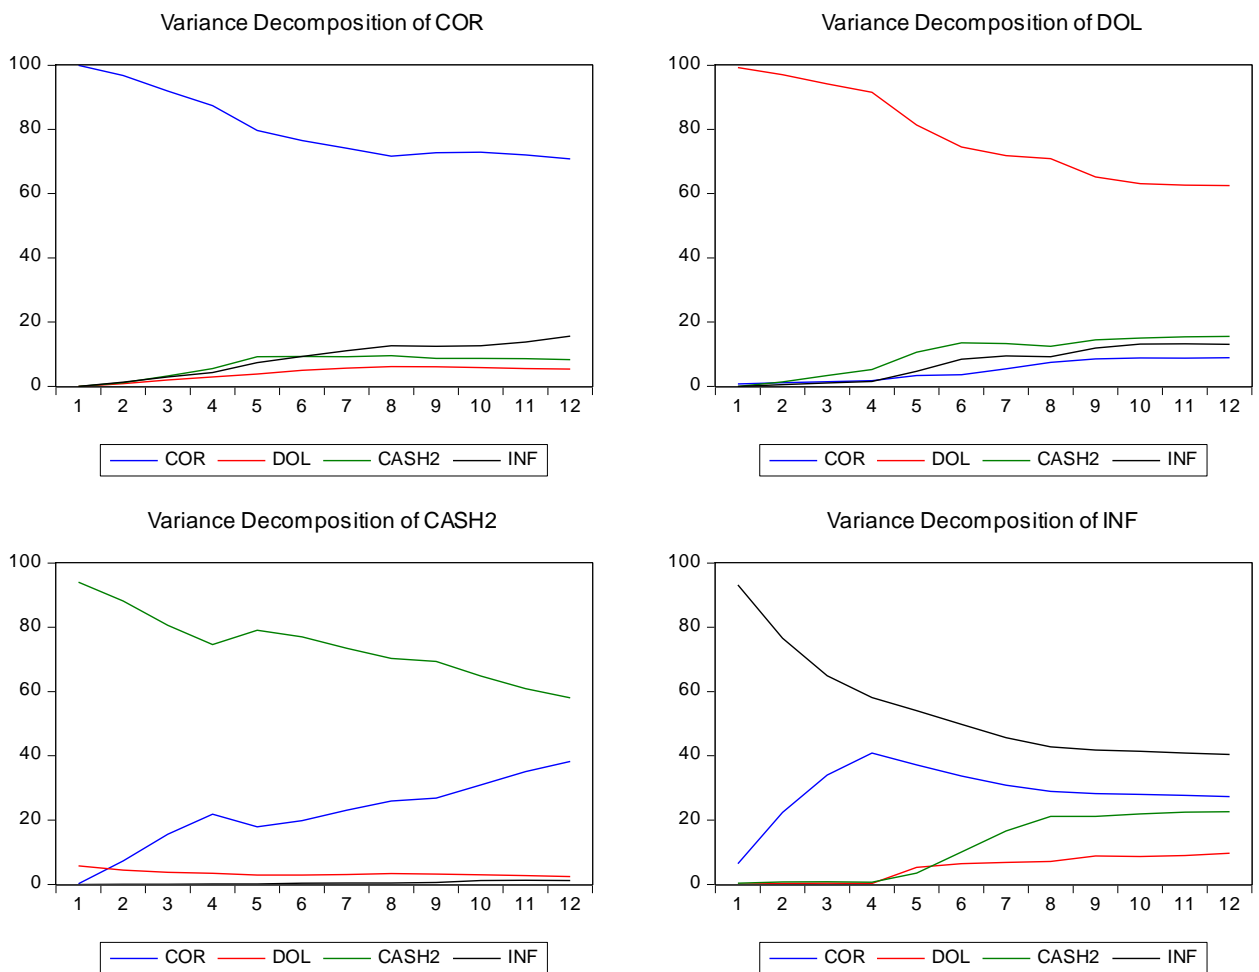 Variance Decomposition of COR
100
80
60
40
20
0
1 2 3 4 5 6 7 8 9 10 11 12
COR DOL CASH2 INF
Variance Decomposition of DOL
100
80
60
40
20
0
1 2 3 4 5 6 7 8 9 10 11 12
COR DOL CASH2 INF
Variance Decomposition of CASH2
100
80
60
40
20
0
1 2 3 4 5 6 7 8 9 10 11 12
COR DOL CASH2 INF
Variance Decomposition of INF
100
80
60
40
20
0
1 2 3 4 5 6 7 8 9 10 11 12
COR DOL CASH2 INF